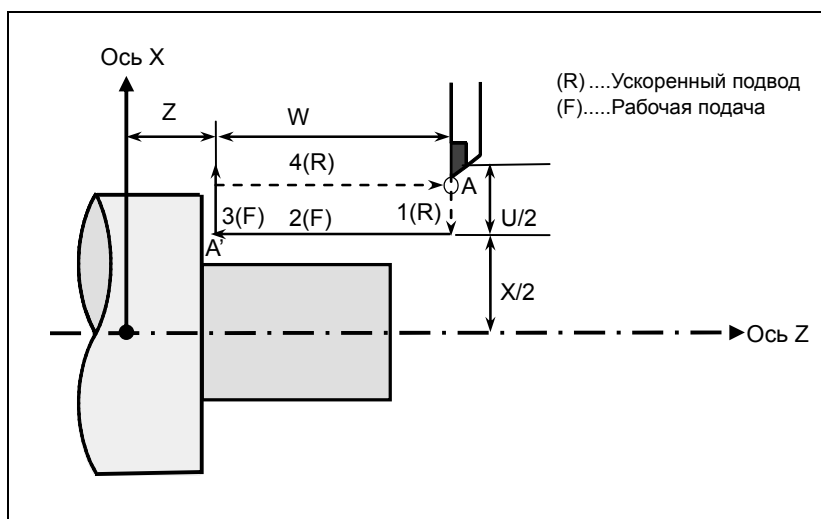 Ось X
(R) ....Ускоренный подвод
(F).....Рабочая подача
Z
W
4(R)
A
3(F)
2(F)
1(R)
U/2
A'
X/2
Ось Z